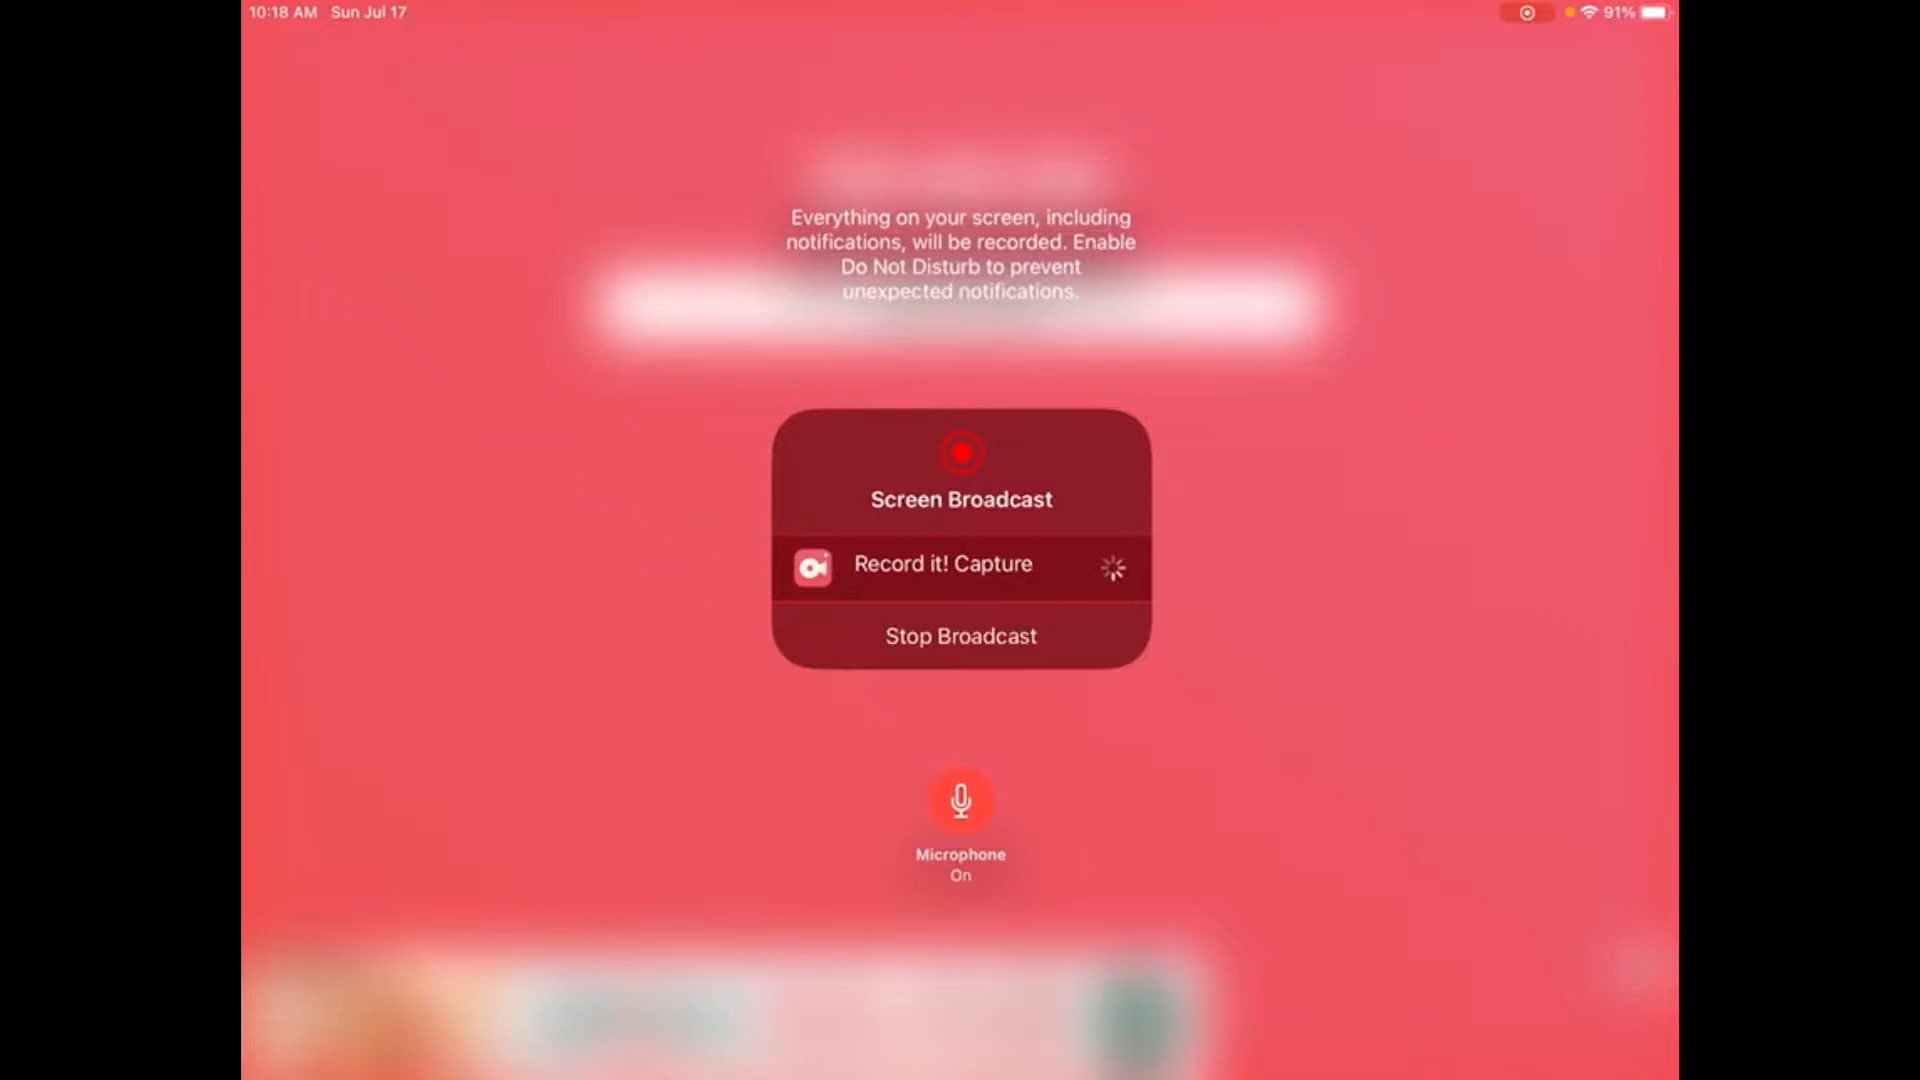 10:18 AM Sun Jul 17
91%
Everything on your screen, including
notifications, will be recorded. Enable
Do Not Disturb to prevent
unexpected notifications.
Screen Broadcast
Record it! Capture
Stop Broadcast
Microphone
On